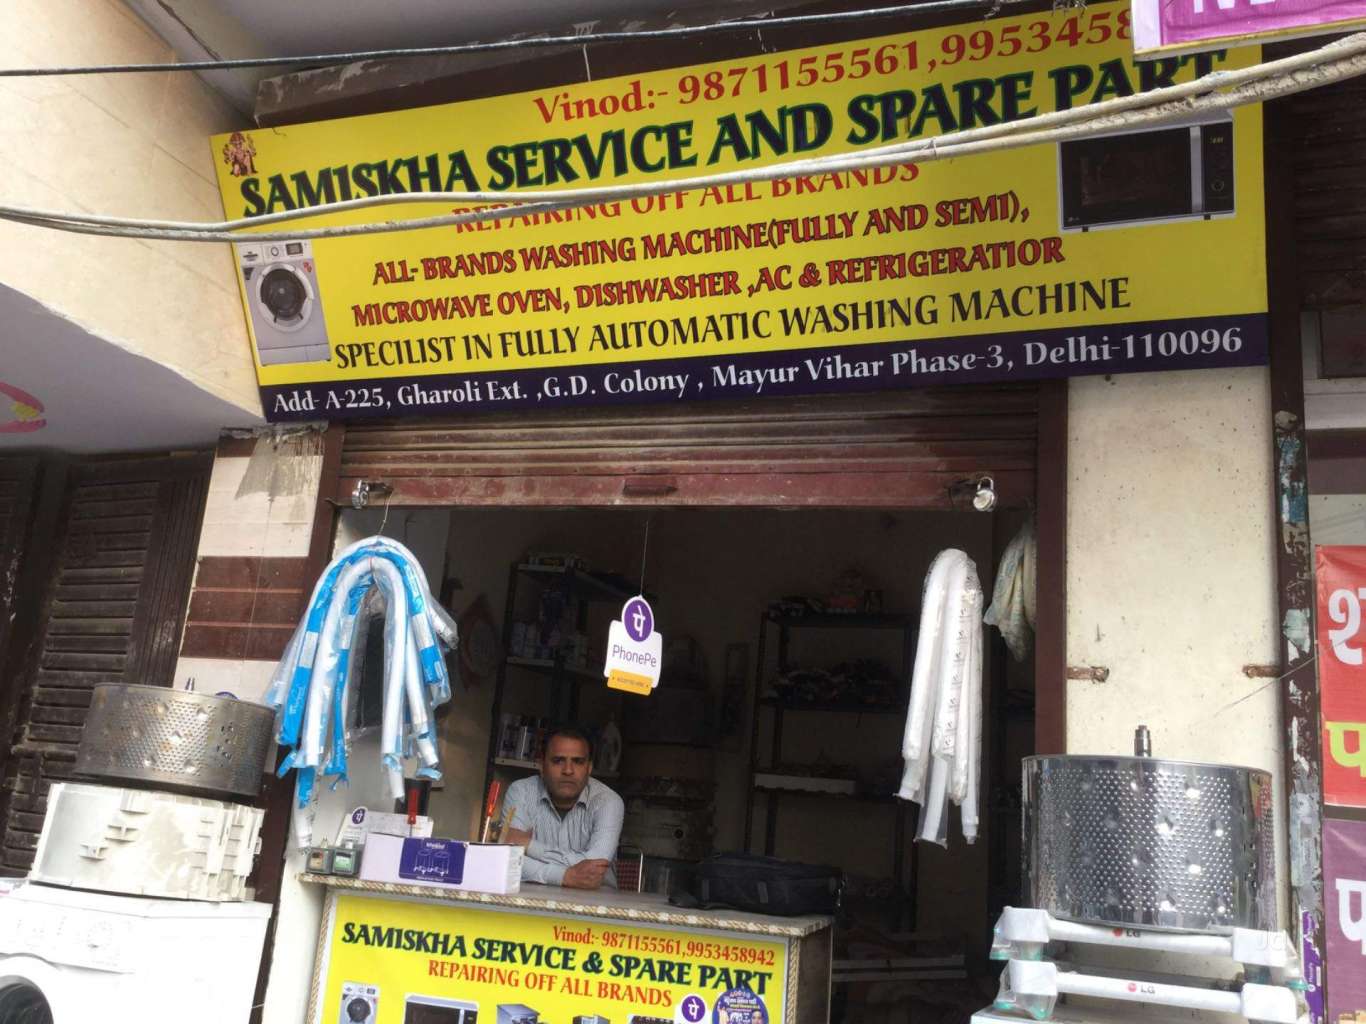 Vinod:- 9871155561,9953458
SAMISKHA SERVICE AND SPARE PART
REPAIRING OFF ALL BRANDS
ALL- BRANDS WASHING MACHINE(FULLY AND SEMI),
MICROWAVE OVEN, DISHWASHER ,AC & REFRIGERATIOR
SPECILIST IN FULLY AUTOMATIC WASHING MACHINE
Add- A-225, Gharoli Ext. ,G.D. Colony , Mayur Vihar Phase-3, Delhi-110096
पे
PhonePe
Vinod:- 9871155561,9953458942
SAMISKHA SERVICE & SPARE PART
REPAIRING OFF ALL BRANDS
पे
LG
LG
Jd